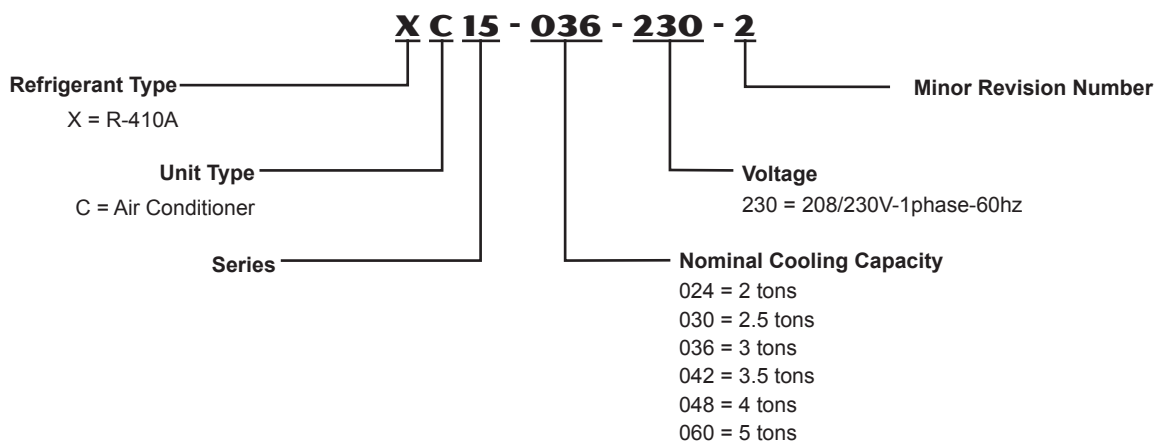 X C 15 - 036 - 230 - 2
Refrigerant Type
X = R-410A
Minor Revision Number
Unit Type
C = Air Conditioner
Voltage
230 = 208/230V-1phase-60hz
Series
Nominal Cooling Capacity
024 = 2 tons
030 = 2.5 tons
036 = 3 tons
042 = 3.5 tons
048 = 4 tons
060 = 5 tons